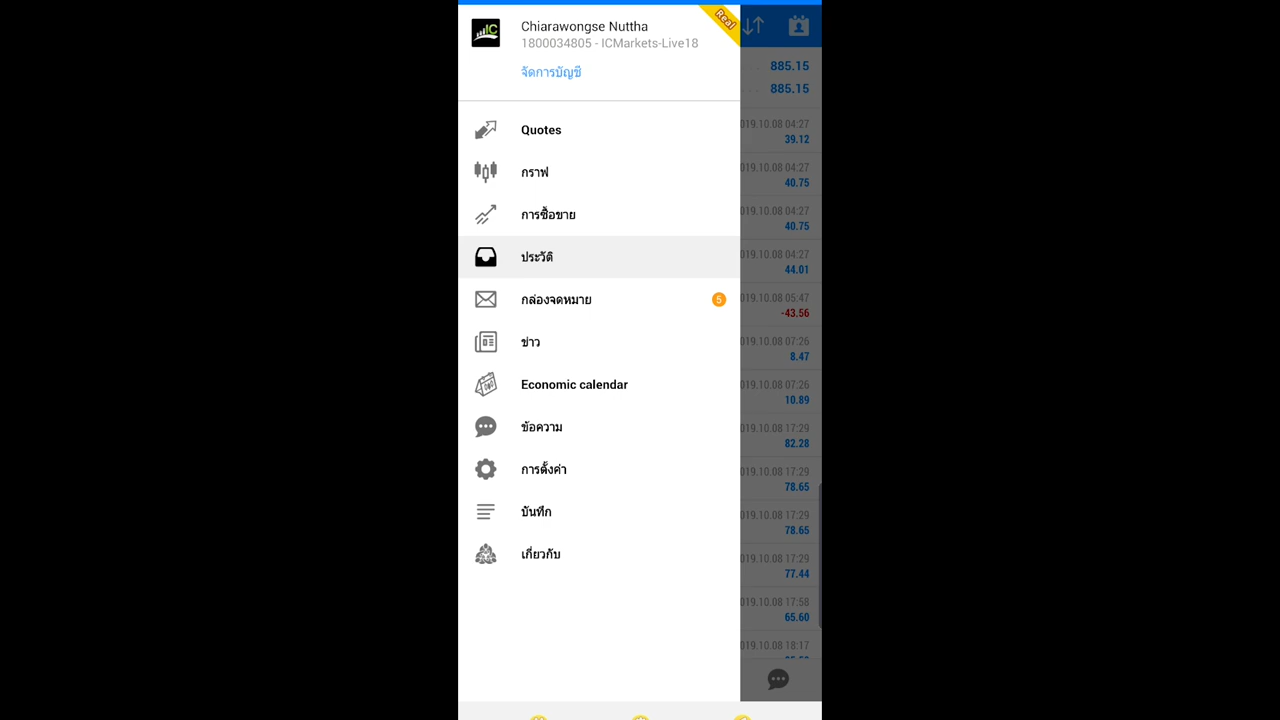 Chiarawongse Nuttha
1800034805 - ICMarkets-Live18
จัดการบัญชี
Real
IC
885.15
885.15
Quotes
กราฟ
การซื้อขาย
ประวัติ
กล่องจดหมาย
5
ข่าว
Economic calendar
ข้อความ
การตั้งค่า
บันทึก
เกี่ยวกับ
019.10.08 04:27
39.12
019.10.08 04:27
40.75
019.10.08 04:27
40.75
019.10.08 04:27
44.01
019.10.08 05:47
-43.56
019.10.08 07:26
8.47
019.10.08 07:26
10.89
019.10.08 17:29
82.28
019.10.08 17:29
78.65
019.10.08 17:29
78.65
019.10.08 17:29
77.44
019.10.08 17:58
65.60
019.10.08 18:17